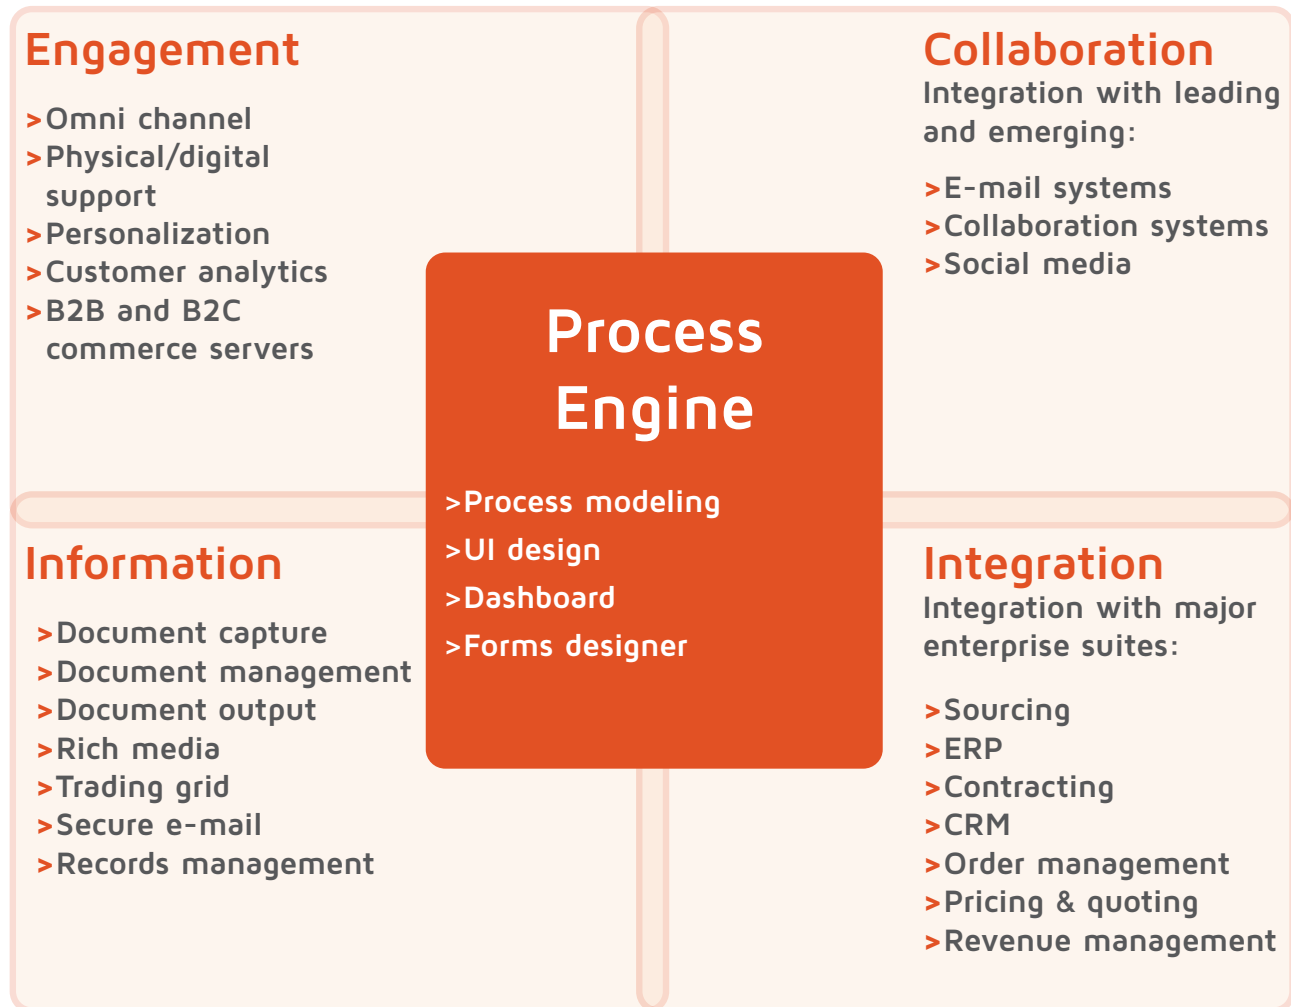 Engagement
>Omni channel
>Physical/digital
support
>Personalization
>Customer analytics
>B2B and B2C
commerce servers
Collaboration
Integration with leading
and emerging:
>E-mail systems
>Collaboration systems
>Social media
Process
Engine
>Process modeling
>UI design
>Dashboard
>Forms designer
Information
>Document capture
>Document management
>Document output
>Rich media
>Trading grid
>Secure e-mail
>Records management
Integration
Integration with major
enterprise suites:
>Sourcing
>ERP
>Contracting
>CRM
>Order management
>Pricing & quoting
>Revenue management